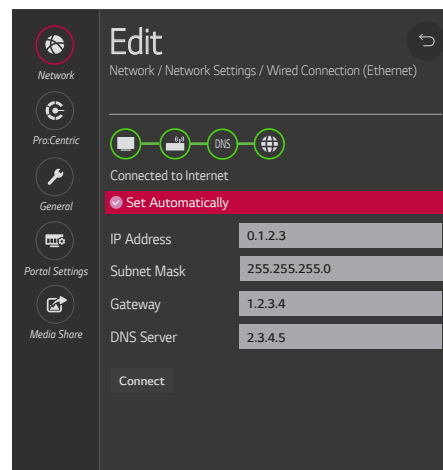 Edit
Network / Network Settings / Wired Connection (Ethernet)
Network
Pro:Centric
General
Portal Settings
Media Share
DNS
Connected to Internet
Set Automatically
IP Address 0.1.2.3
Subnet Mask 255.255.255.0
Gateway 1.2.3.4
DNS Server 2.3.4.5
Connect